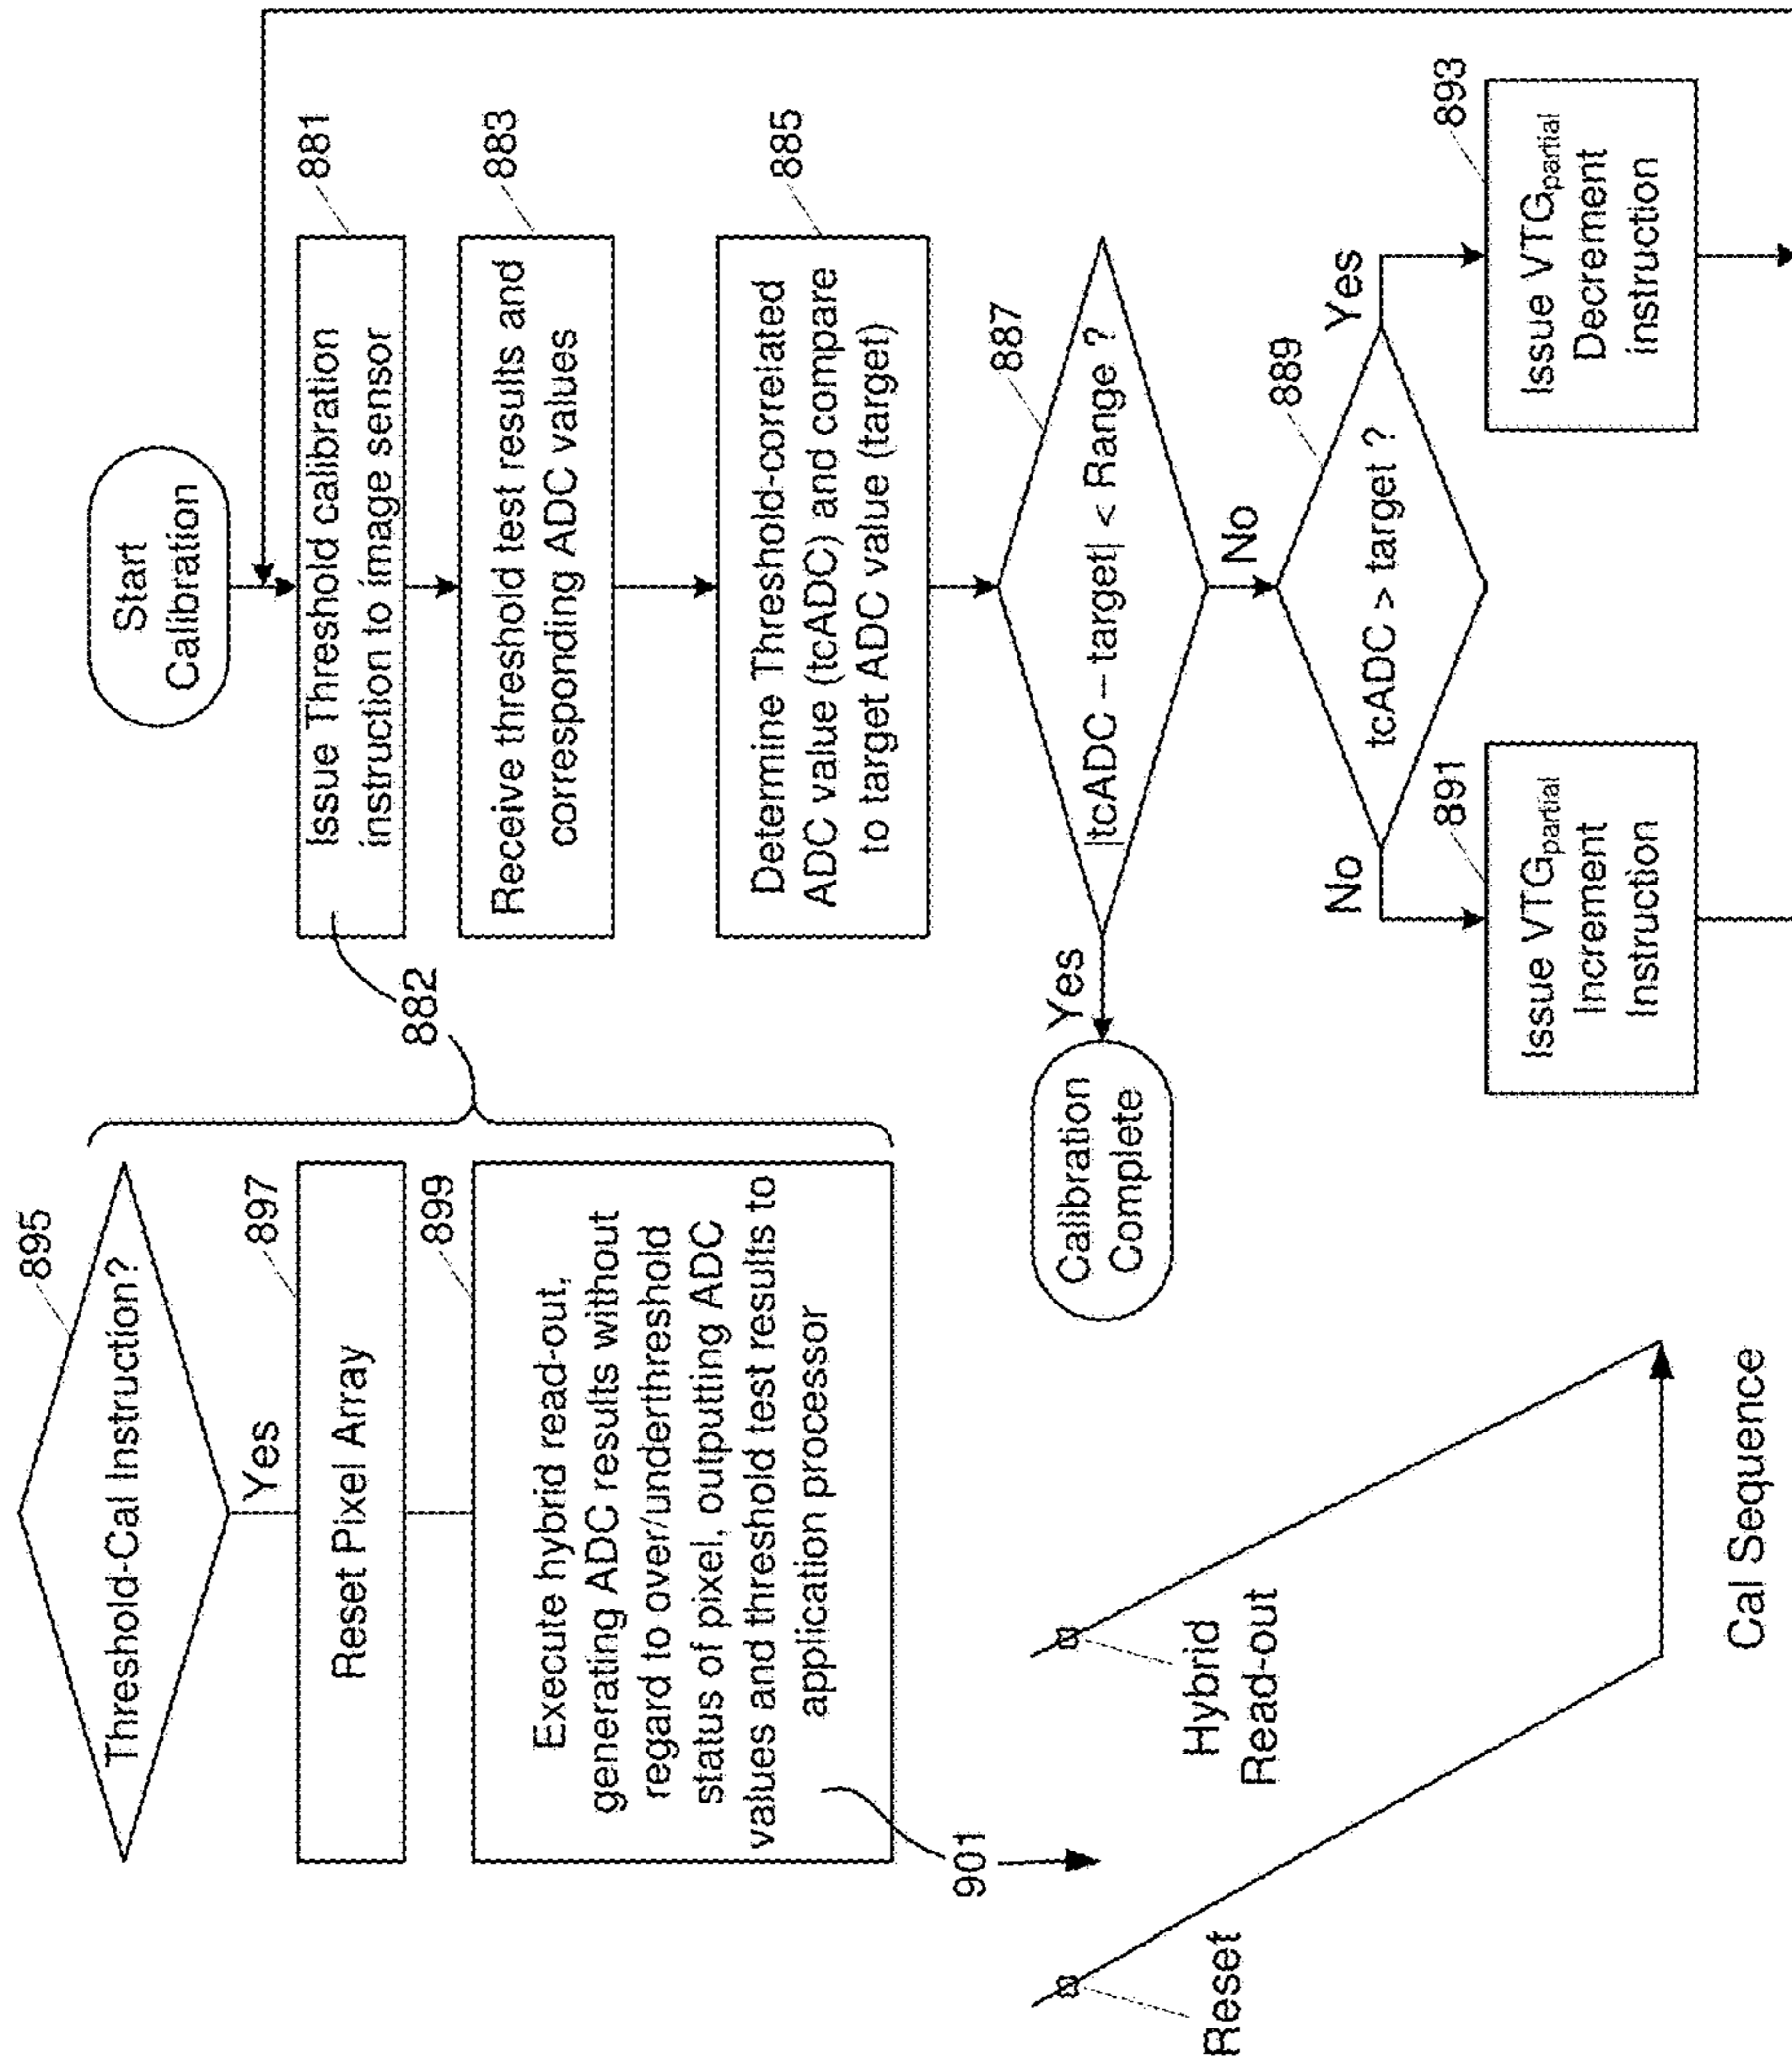 895
Threshold-Cal Instruction?
Yes
897
Reset Pixel Array
899
Execute hybrid read-out,
generating ADC results without
regard to over/underthreshold
status of pixel, outputting ADC
values and threshold test results to
application processor
901
882
Reset
Hybrid
Read-out
Cal Sequence
Start
Calibration
881
Issue Threshold calibration
instruction to image sensor
883
Receive threshold test results and
corresponding ADC values
885
Determine Threshold-correlated
ADC value (tcADC) and compare
to target ADC value (target)
887
|tcADC – target| < Range ?
Yes
Calibration
Complete
No
889
tcADC > target ?
No
Yes
891
Issue VTGpartial
Increment
Instruction
893
Issue VTGpartial
Decrement
instruction